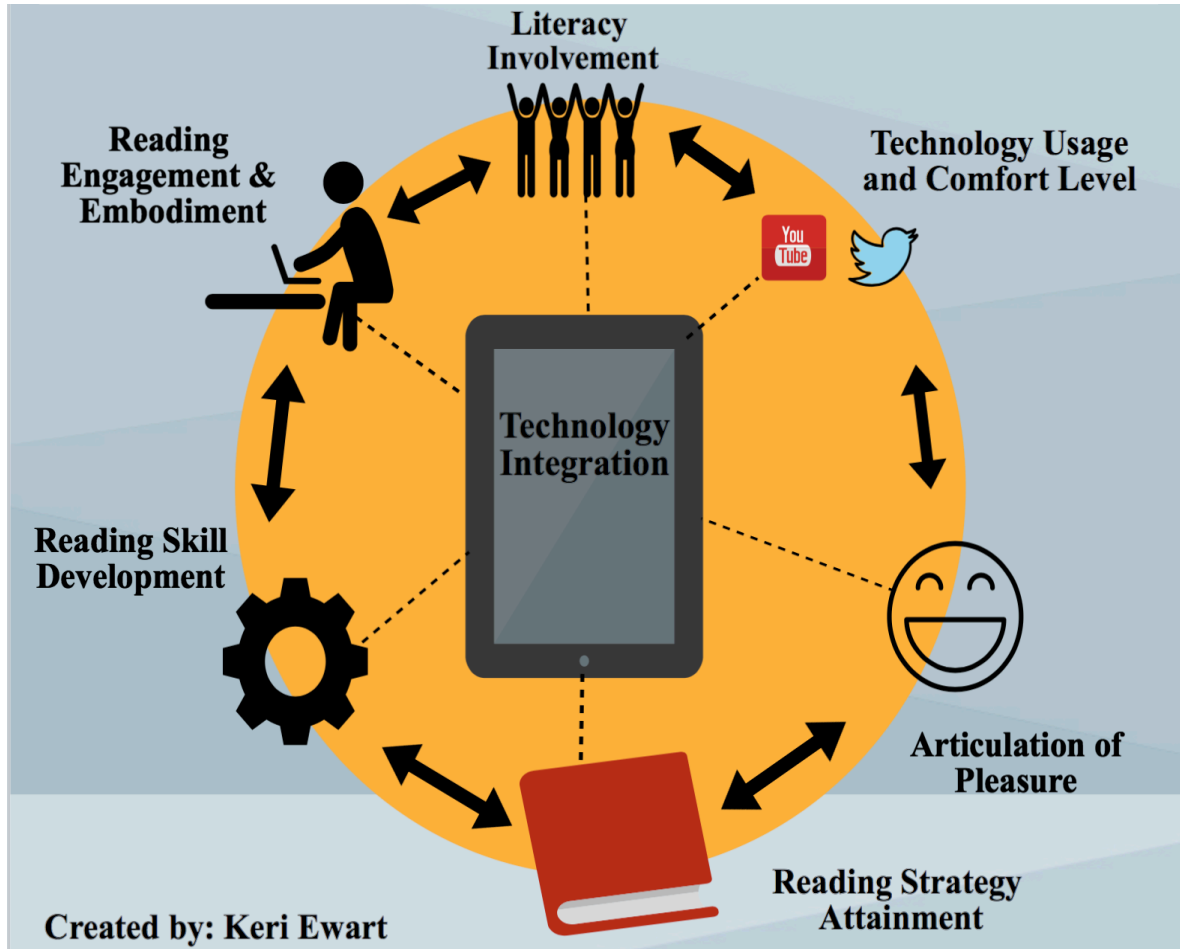 Literacy
Involvement
Reading
Engagement &
Embodiment
Technology Usage
and Comfort Level
You
Tube
Technology
Integration
Reading Skill
Development
Articulation of
Pleasure
Reading Strategy
Attainment
Created by: Keri Ewart